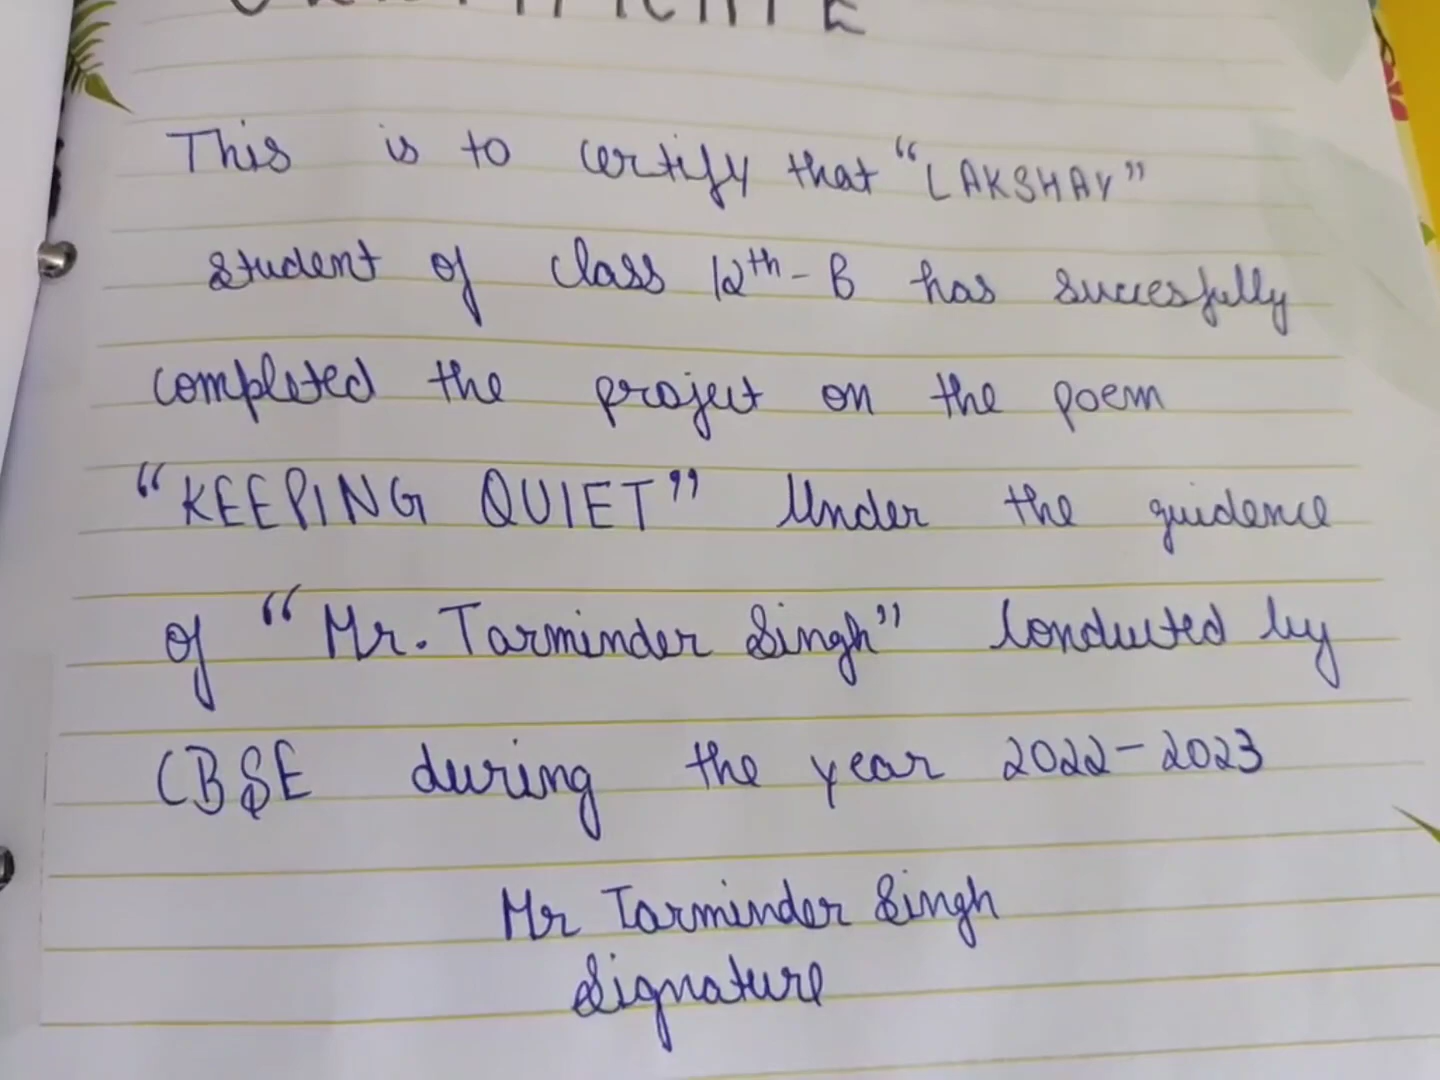 CERTIFICATE
This is to certify that "LAKSHAY"
student of class 12th-B has succesfully
completed the project on the poem
"KEEPING QUIET" Under the guidence
of "Mr. Tarminder Singh" Conducted by
CBSE during the year 2022-2023
Mr Tarminder Singh
Signature